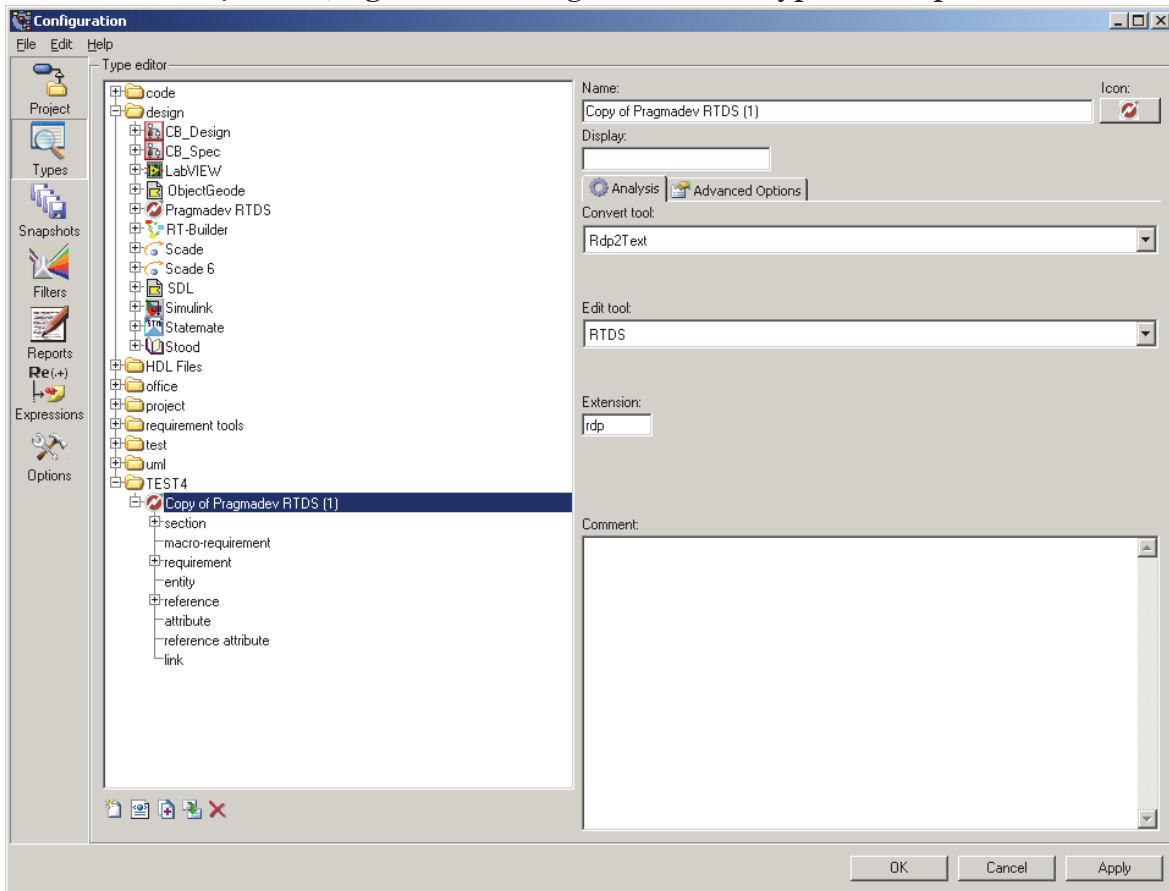 Configuration
File Edit Help
Project
Types
Snapshots
Filters
Reports
Re(.+)
Expressions
Options
Type editor
code
design
CB_Design
CB_Spec
LabVIEW
ObjectGeode
Pragmadev RTDS
RT-Builder
Scade
Scade 6
SDL
Simulink
Statemate
Stood
HDL Files
office
project
requirement tools
test
uml
TEST4
Copy of Pragmadev RTDS (1)
section
macro-requirement
requirement
entity
reference
attribute
reference attribute
link
Name:
Icon:
Copy of Pragmadev RTDS (1)
Display:
Analysis
Advanced Options
Convert tool:
Rdp2Text
Edit tool:
RTDS
Extension:
rdp
Comment:
OK
Cancel
Apply